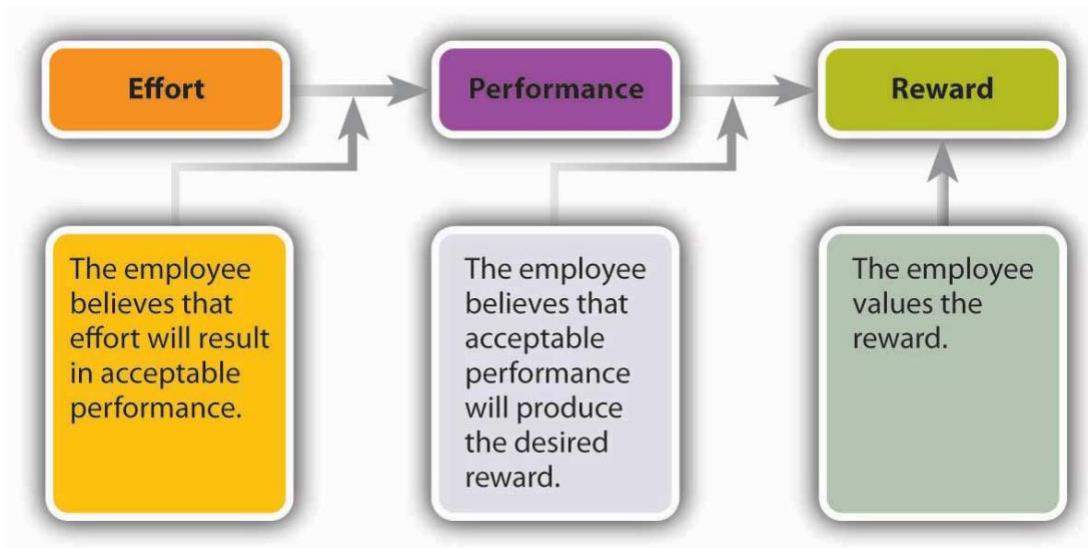 Effort
Performance
Reward
The employee
believes that
effort will result
in acceptable
performance.
The employee
believes that
acceptable
performance
will produce
the desired
reward.
The employee
values the
reward.